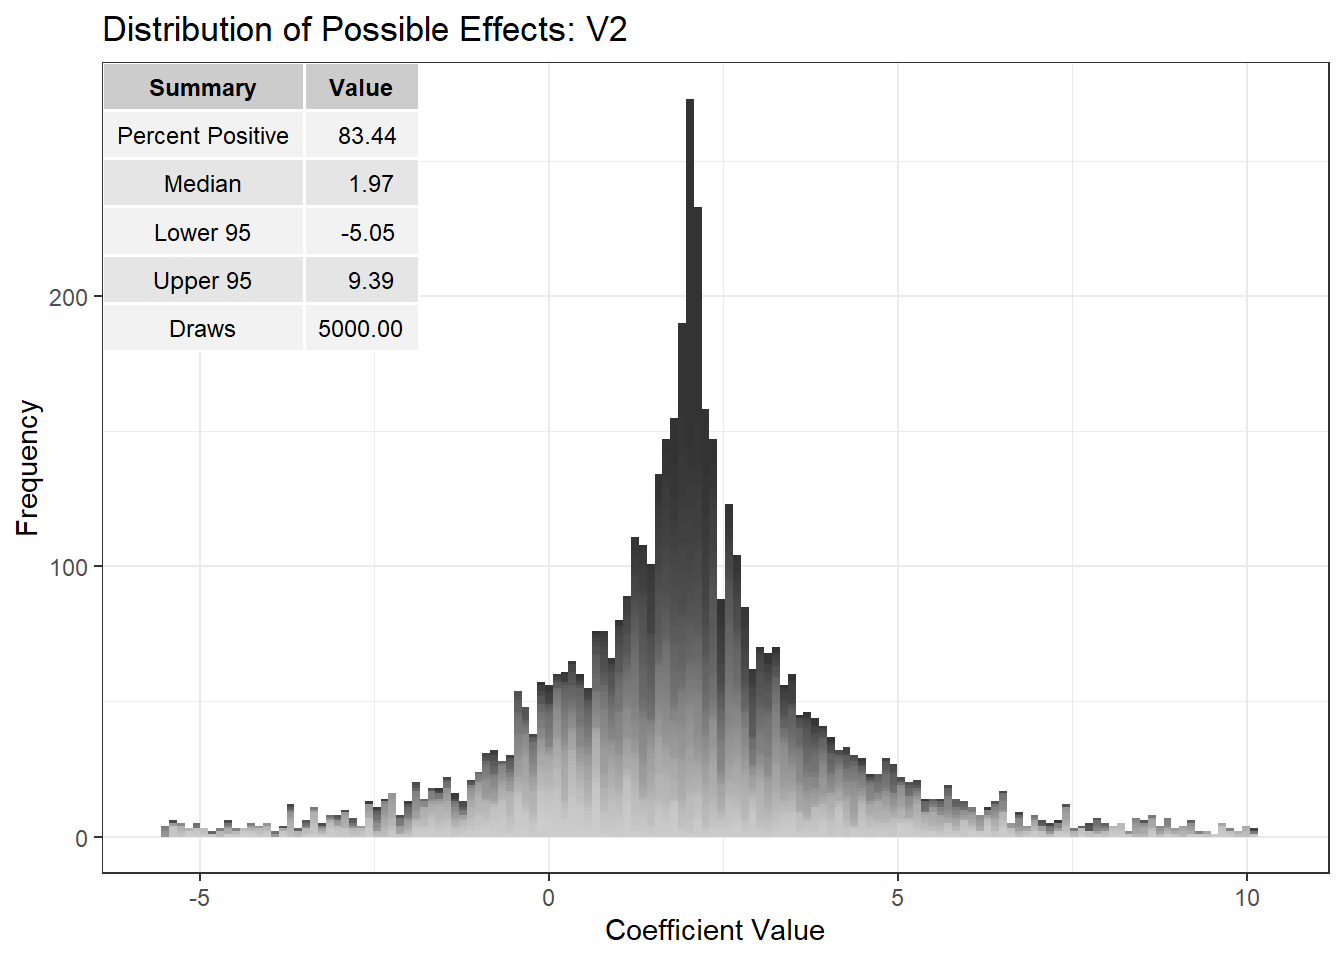 Distribution of Possible Effects: V2
Summary Value
Percent Positive 83.44
Median 1.97
Lower 95 -5.05
Upper 95 9.39
Draws 5000.00
200
100
0
Frequency
-5 0 5 10
Coefficient Value